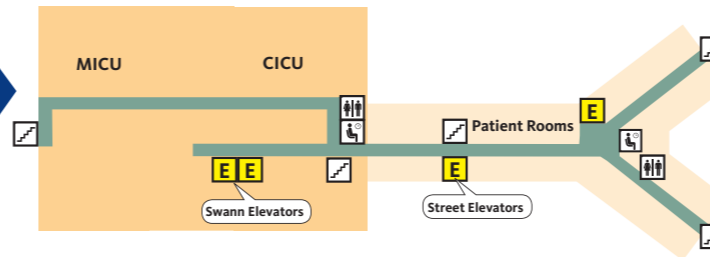 MICU
CICU
E
Patient Rooms
E E
E
Swann Elevators
Street Elevators